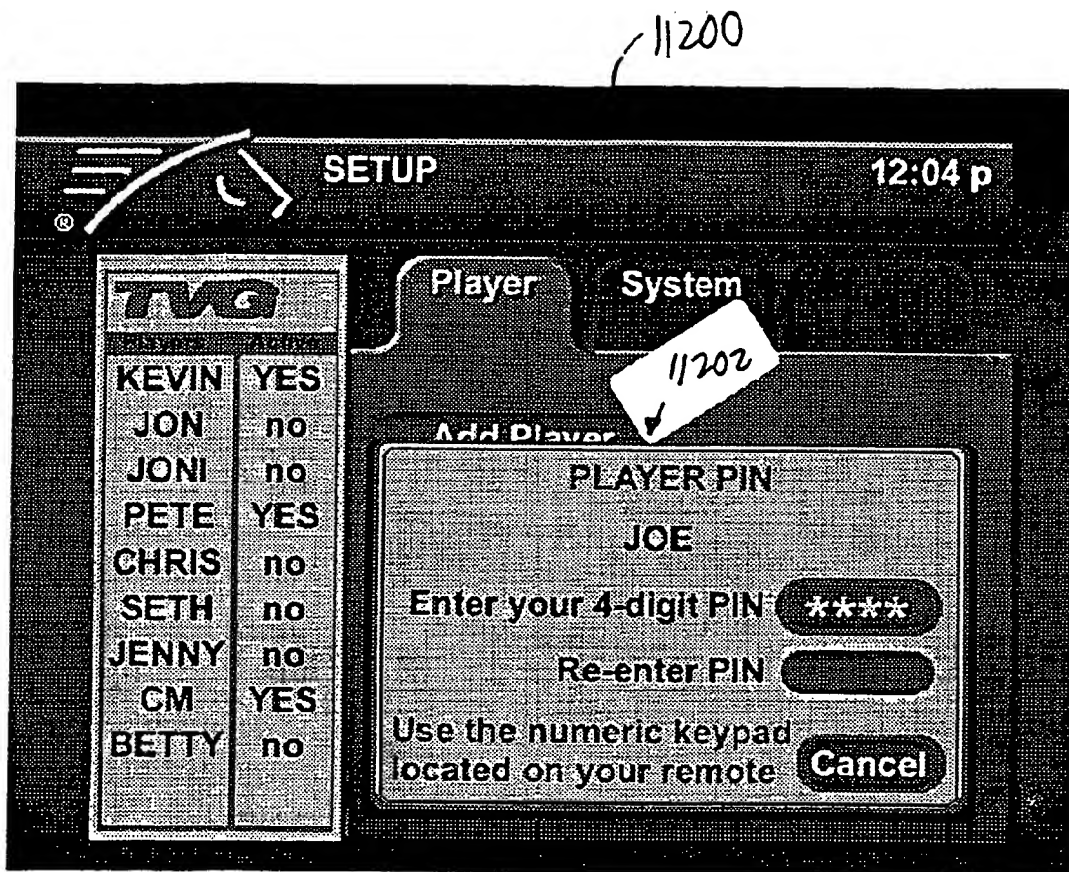 11200
SETUP
12:04 p
®
TVG
Players Active
KEVIN YES
JON no
JONI no
PETE YES
CHRIS no
SETH no
JENNY no
CM YES
BETTY no
Player
System
11202
Add Player
PLAYER PIN
JOE
Enter your 4-digit PIN ****
Re-enter PIN
Use the numeric keypad
located on your remote
Cancel